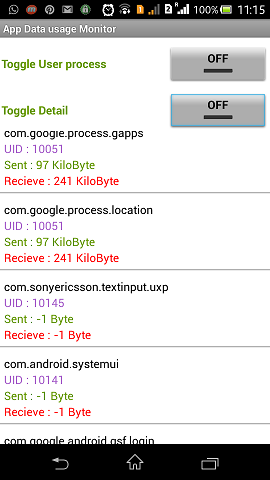 100% 11:15
App Data usage Monitor
Toggle User process OFF
Toggle Detail OFF
com.google.process.gapps
UID : 10051
Sent : 97 KiloByte
Recieve : 241 KiloByte
com.google.process.location
UID : 10051
Sent : 97 KiloByte
Recieve : 241 KiloByte
com.sonyericsson.textinput.uxp
UID : 10145
Sent : -1 Byte
Recieve : -1 Byte
com.android.systemui
UID : 10141
Sent : -1 Byte
Recieve : -1 Byte
com.google.android.gsf.login